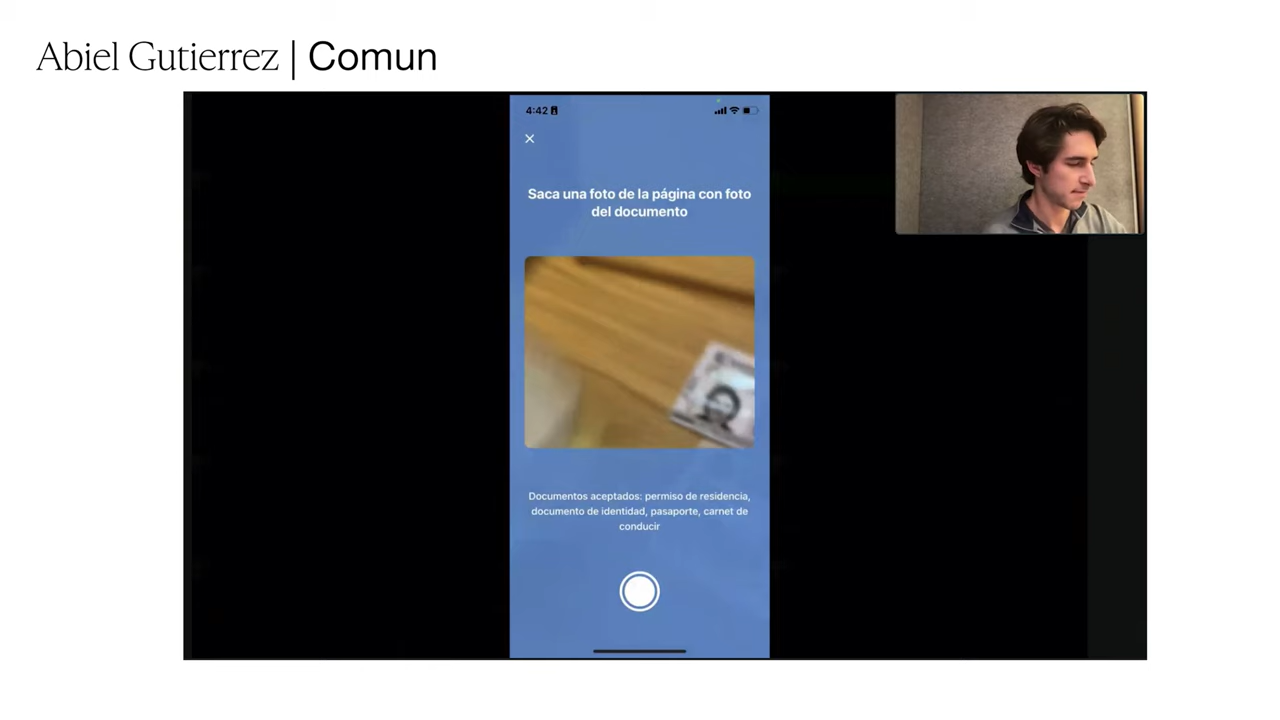 Abiel Gutierrez | Comun
4:42
Saca una foto de la página con foto
del documento
Documentos aceptados: permiso de residencia,
documento de identidad, pasaporte, carnet de
conducir